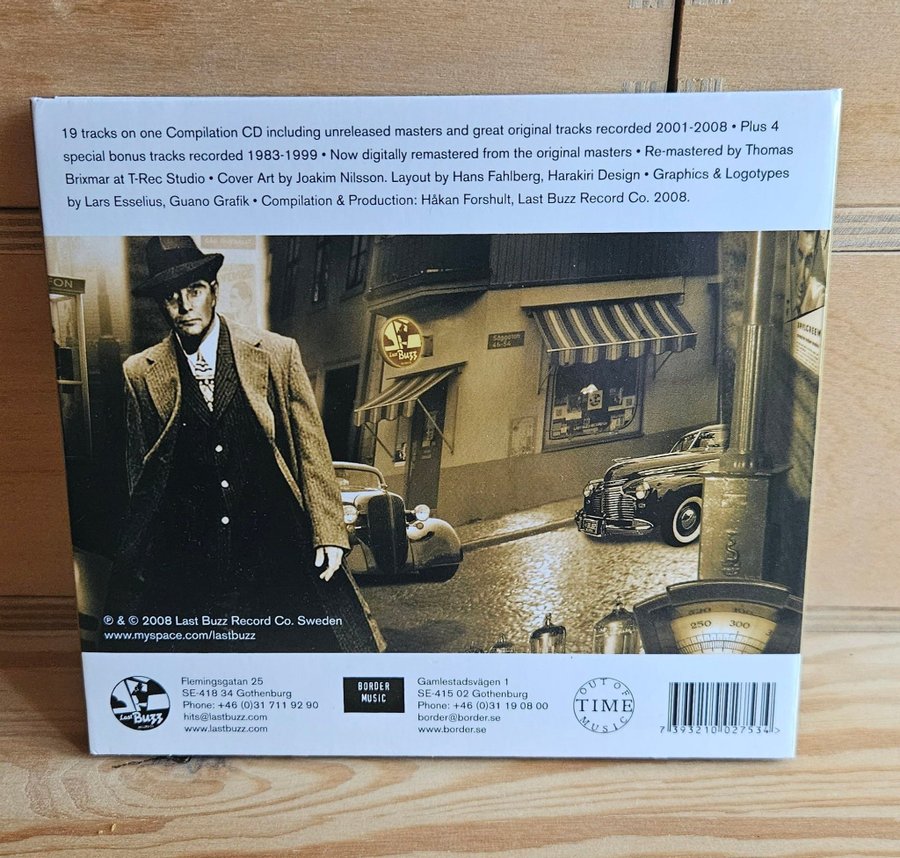 19 tracks on one Compilation CD including unreleased masters and great original tracks recorded 2001-2008 • Plus 4
special bonus tracks recorded 1983-1999 • Now digitally remastered from the original masters • Re-mastered by Thomas
Brixmar at T-Rec Studio • Cover Art by Joakim Nilsson. Layout by Hans Fahlberg, Harakiri Design • Graphics & Logotypes
by Lars Esselius, Guano Grafik • Compilation & Production: Håkan Forshult, Last Buzz Record Co. 2008.
Last
Buzz
250
300
℗ & © 2008 Last Buzz Record Co. Sweden
www.myspace.com/lastbuzz
Last Buzz
Flemingsgatan 25
SE-418 34 Gothenburg
Phone: +46 (0)31 711 92 90
hits@lastbuzz.com
www.lastbuzz.com
BORDER
MUSIC
Gamlestadsvägen 1
SE-415 02 Gothenburg
Phone: +46 (0)31 19 08 00
border@border.se
www.border.se
OUT OF
TIME
MUSIC
7 393210 027534 >